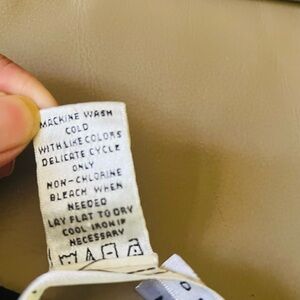 MACHINE WASH
COLD
WITH LIKE COLORS
DELICATE CYCLE
ONLY
NON-CHLORINE
BLEACH WHEN
NEEDED
LAY FLAT TO DRY
COOL IRON IF
NECESSARY